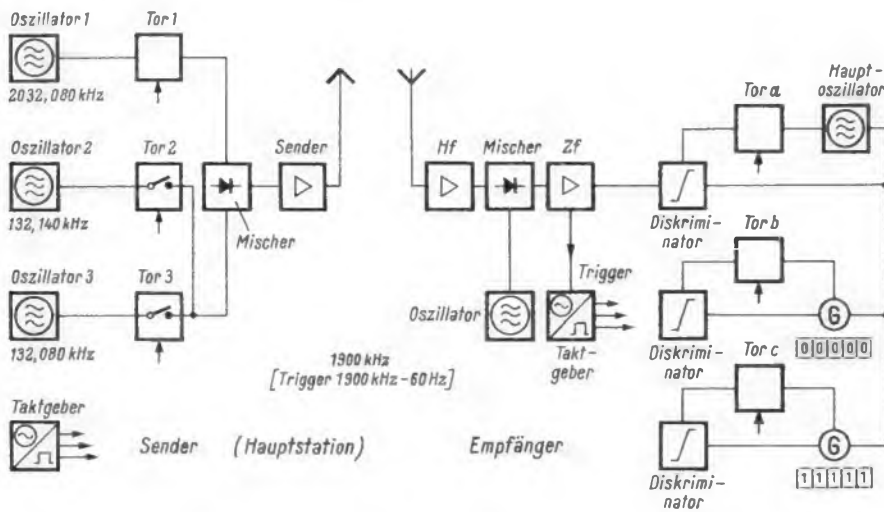 Oszillator 1
Tor 1
2032,080 kHz
Oszillator 2
Tor 2
Sender
132,140 kHz
Mischer
Oszillator 3
Tor 3
132,080 kHz
1900 kHz
[Trigger 1900 kHz – 60 Hz]
Taktgeber
Sender (Hauptstation)
Empfänger
Hf
Mischer
Zf
Oszillator
Trigger
Takt-
geber
Tor a
Haupt-
oszillator
Diskrimi-
nator
Tor b
G
Diskrimi-
nator
00000
Tor c
G
Diskrimi-
nator
11111